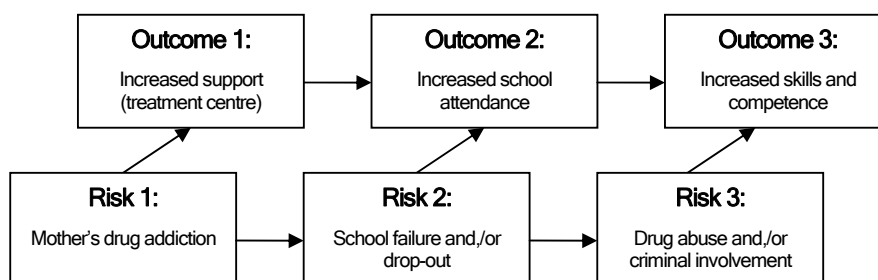 Outcome 1:
Increased support
(treatment centre)
Outcome 2:
Increased school
attendance
Outcome 3:
Increased skills and
competence
Risk 1:
Mother's drug addiction
Risk 2:
School failure and,/or
drop-out
Risk 3:
Drug abuse and,/or
criminal involvement